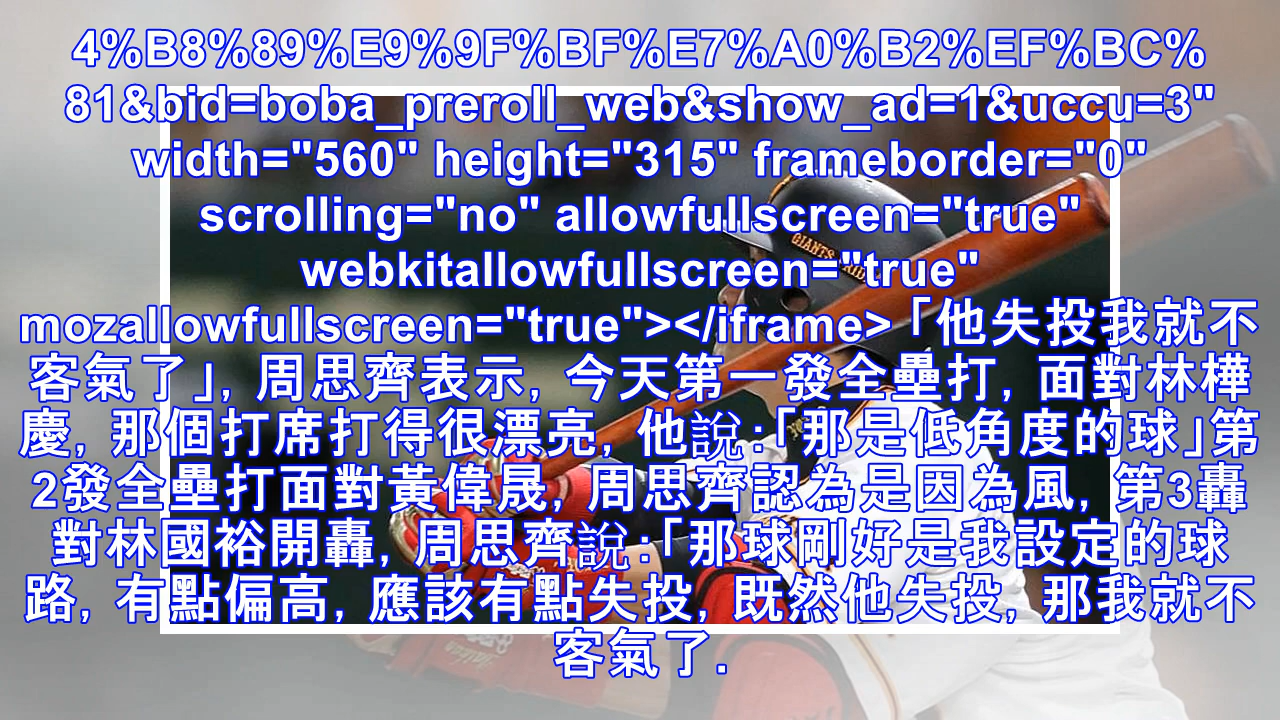 4%B8%89%E9%9F%BF%E7%A0%B2%EF%BC%
81&bid=boba_preroll_web&show_ad=1&uccu=3"
width="560" height="315" frameborder="0"
scrolling="no" allowfullscreen="true"
webkitallowfullscreen="true"
mozallowfullscreen="true"></iframe>「他失投我就不
客氣了」, 周思齊表示, 今天第一發全壘打, 面對林樺
慶, 那個打席打得很漂亮, 他說:「那是低角度的球」第
2發全壘打面對黃偉晟, 周思齊認為是因為風, 第3轟
對林國裕開轟, 周思齊說:「那球剛好是我設定的球
路, 有點偏高, 應該有點失投, 既然他失投, 那我就不
客氣了.
GIANTS PRIDE